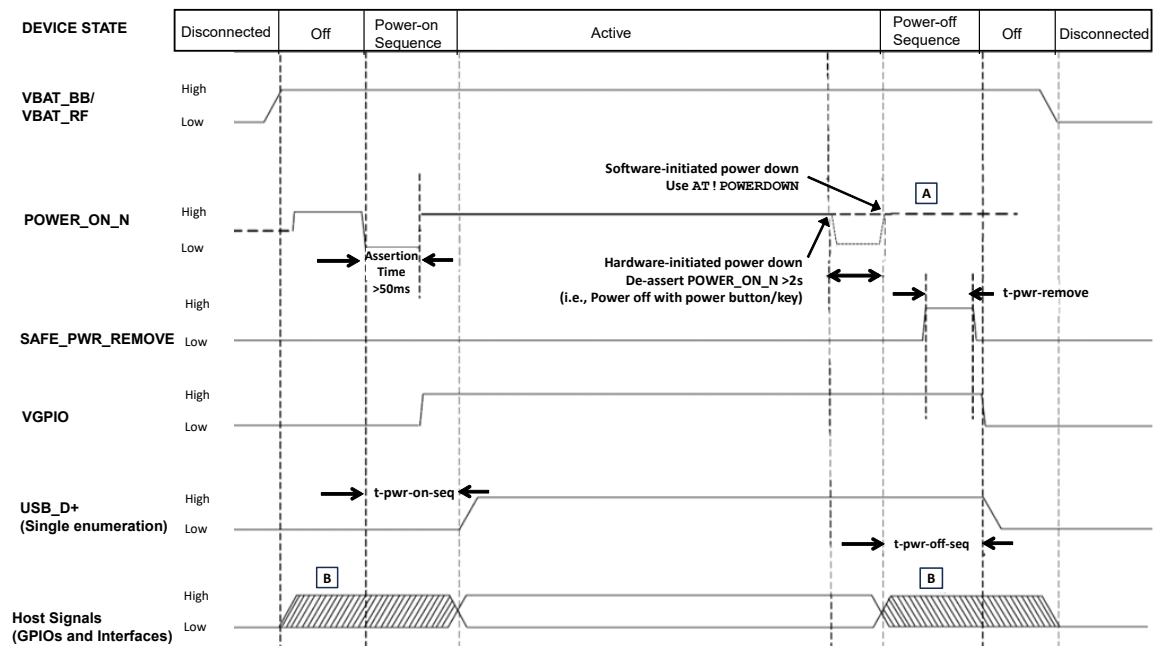 DEVICE STATE
Disconnected
Off
Power-on
Sequence
Active
Power-off
Sequence
Off
Disconnected
VBAT_BB/
VBAT_RF
High
Low
Software-initiated power down
Use AT!POWERDOWN
A
POWER_ON_N
High
Low
Assertion
Time
>50ms
Hardware-initiated power down
De-assert POWER_ON_N >2s
(i.e., Power off with power button/key)
t-pwr-remove
SAFE_PWR_REMOVE
High
Low
VGPIO
High
Low
t-pwr-on-seq
USB_D+
(Single enumeration)
High
Low
t-pwr-off-seq
B
B
Host Signals
(GPIOs and Interfaces)
High
Low